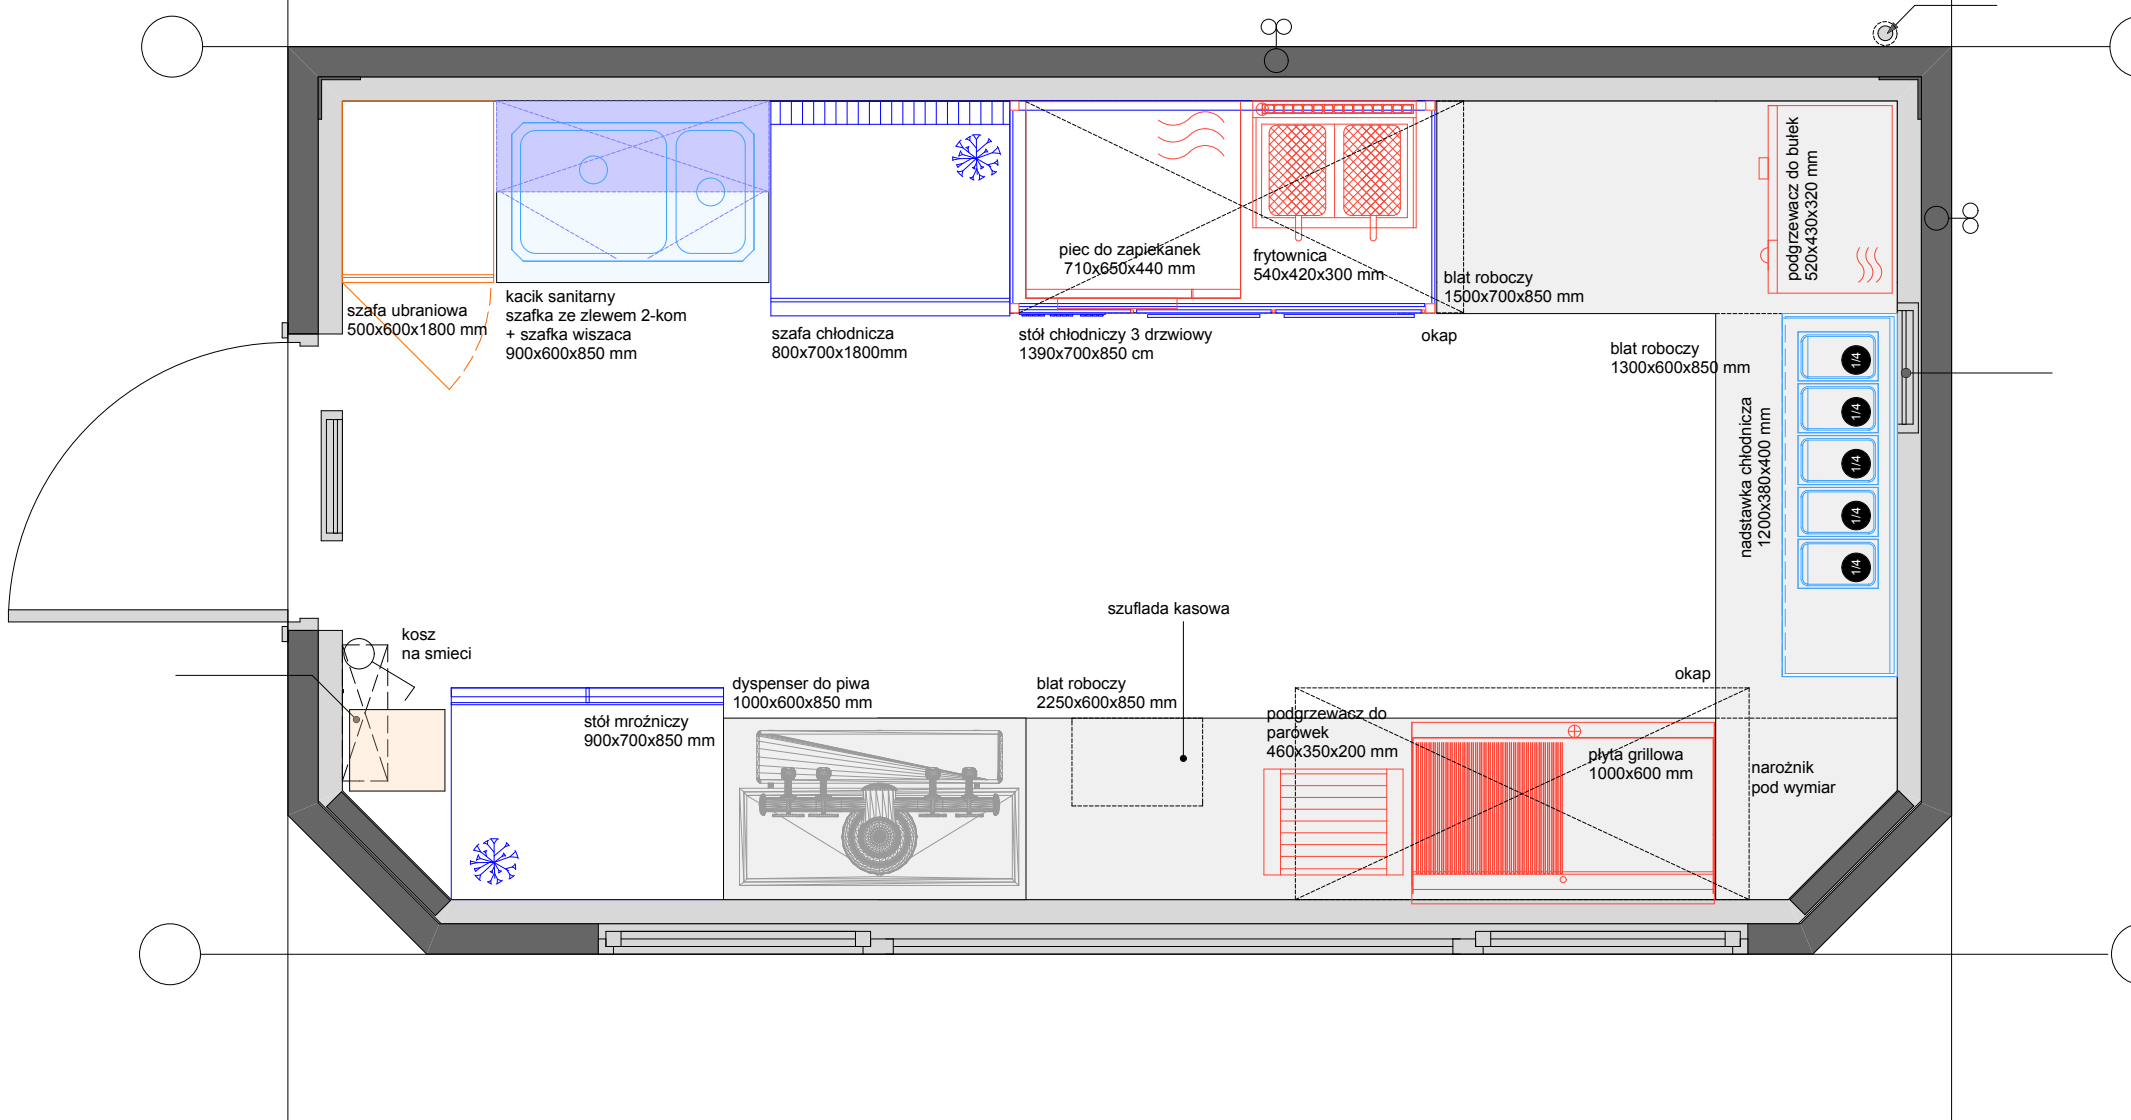 szafa ubraniowa
500x600x1800 mm
kacik sanitarny
szafka ze zlewem 2-kom
+ szafka wiszaca
900x600x850 mm
szafa chłodnicza
800x700x1800mm
piec do zapiekanek
710x650x440 mm
stół chłodniczy 3 drzwiowy
1390x700x850 cm
frytownica
540x420x300 mm
okap
blat roboczy
1500x700x850 mm
podgrzewacz do bułek
520x430x320 mm
blat roboczy
1300x600x850 mm
nadstawka chłodnicza
1200x380x400 mm
1/4
1/4
1/4
1/4
1/4
kosz
na smieci
stół mroźniczy
900x700x850 mm
dyspenser do piwa
1000x600x850 mm
szuflada kasowa
blat roboczy
2250x600x850 mm
podgrzewacz do
parówek
460x350x200 mm
okap
płyta grillowa
1000x600 mm
narożnik
pod wymiar